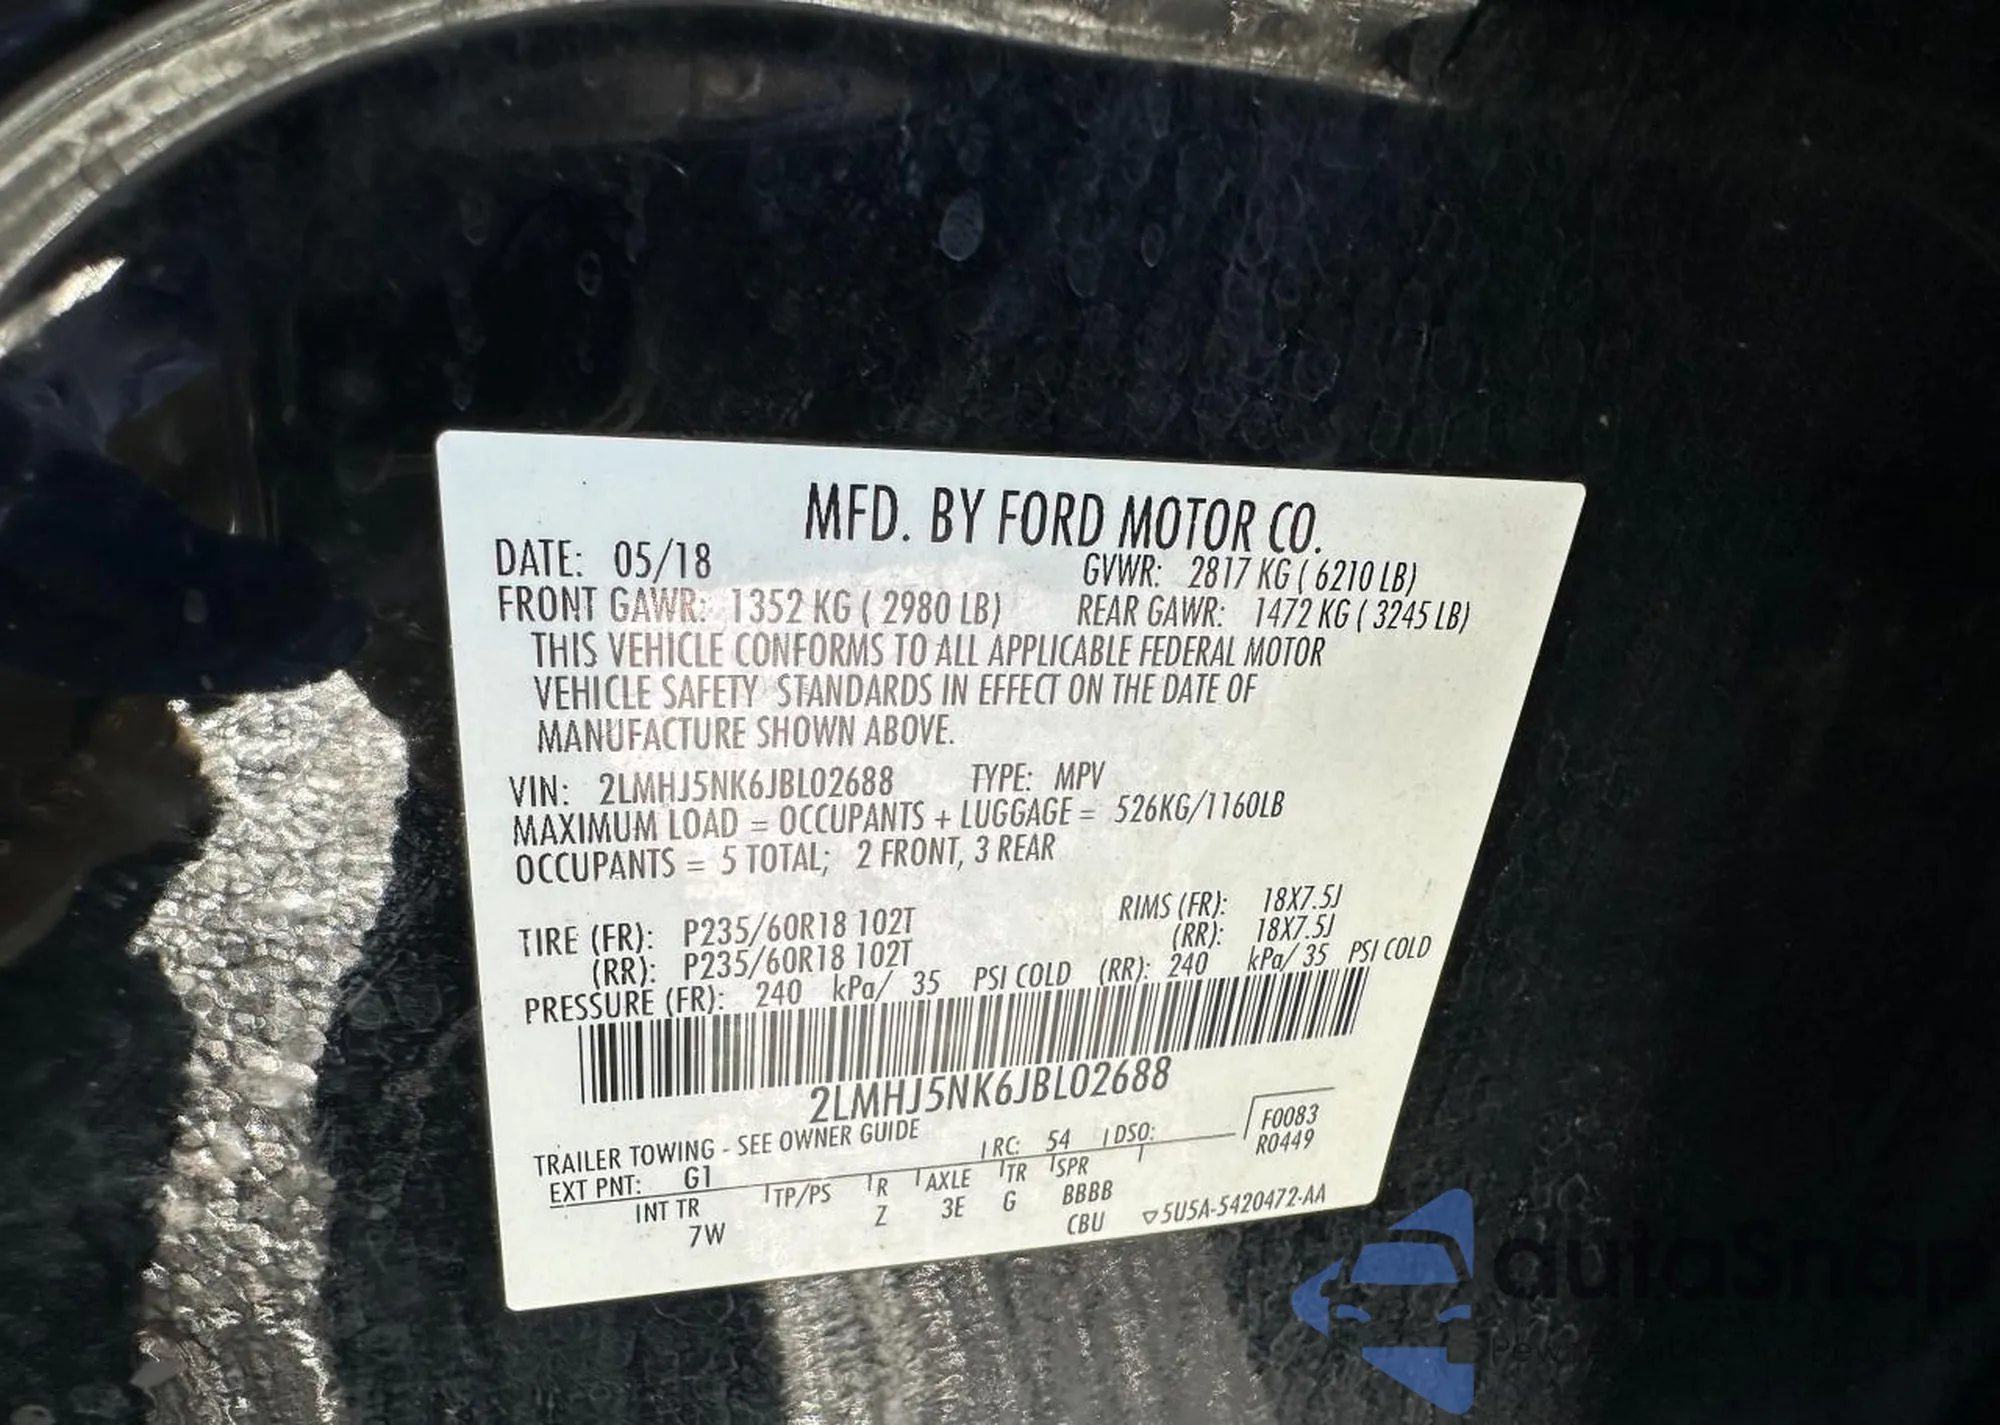 MFD. BY FORD MOTOR CO.
DATE: 05/18 GVWR: 2817 KG ( 6210 LB)
FRONT GAWR: 1352 KG ( 2980 LB) REAR GAWR: 1472 KG ( 3245 LB)
THIS VEHICLE CONFORMS TO ALL APPLICABLE FEDERAL MOTOR
VEHICLE SAFETY STANDARDS IN EFFECT ON THE DATE OF
MANUFACTURE SHOWN ABOVE.
VIN: 2LMHJ5NK6JBL02688 TYPE: MPV
MAXIMUM LOAD = OCCUPANTS + LUGGAGE = 526KG/1160LB
OCCUPANTS = 5 TOTAL; 2 FRONT, 3 REAR
TIRE (FR): P235/60R18 102T RIMS (FR): 18X7.5J
(RR): P235/60R18 102T (RR): 18X7.5J
PRESSURE (FR): 240 kPa/ 35 PSI COLD (RR): 240 kPa/ 35 PSI COLD
2LMHJ5NK6JBL02688
TRAILER TOWING - SEE OWNER GUIDE RC: 54 DSO: F0083
R0449
EXT PNT: G1
INT TR TP/PS R AXLE TR SPR
7W Z 3E G BBBB
CBU ▽5U5A-5420472-AA
autasnap